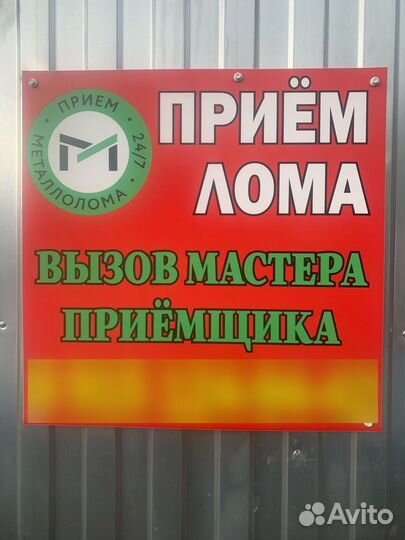 ПРИЕМ
24/7
МЕТАЛЛОЛОМА
ПРИЁМ
ЛОМА
ВЫЗОВ МАСТЕРА
ПРИЁМЩИКА
Avito